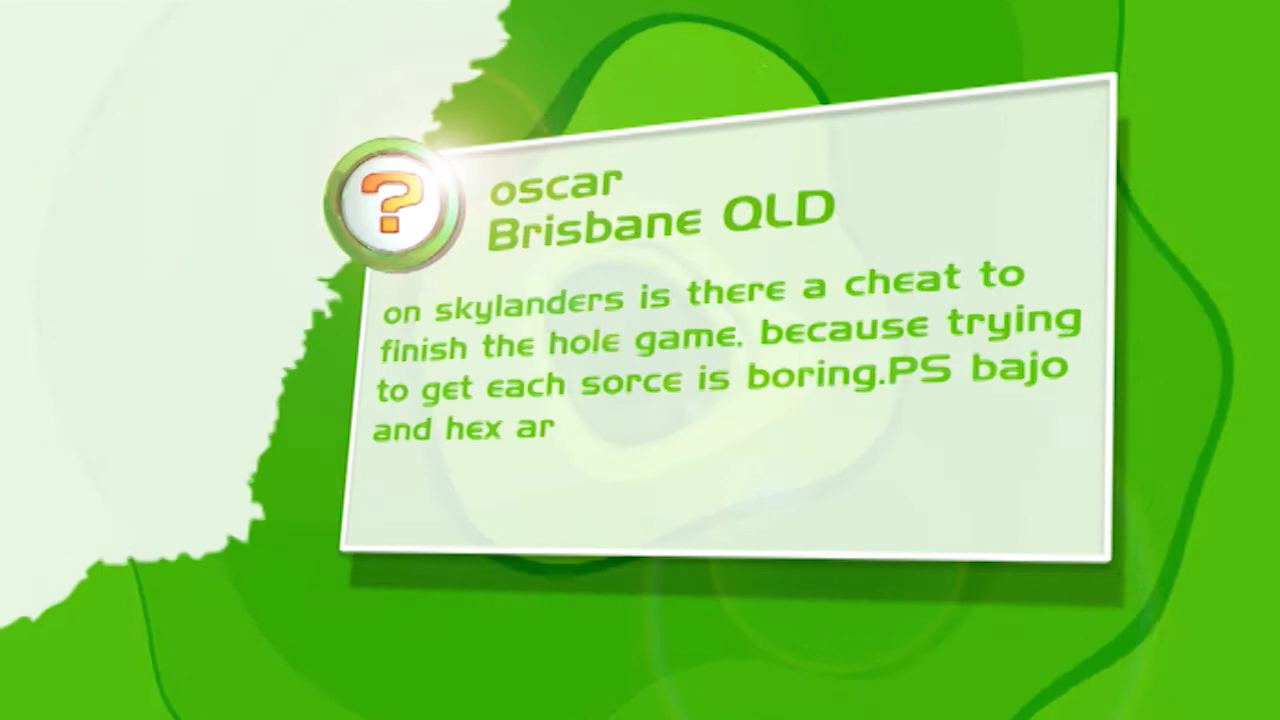 ?
oscar
Brisbane QLD
on skylanders is there a cheat to
finish the hole game, because trying
to get each sorce is boring.PS bajo
and hex ar